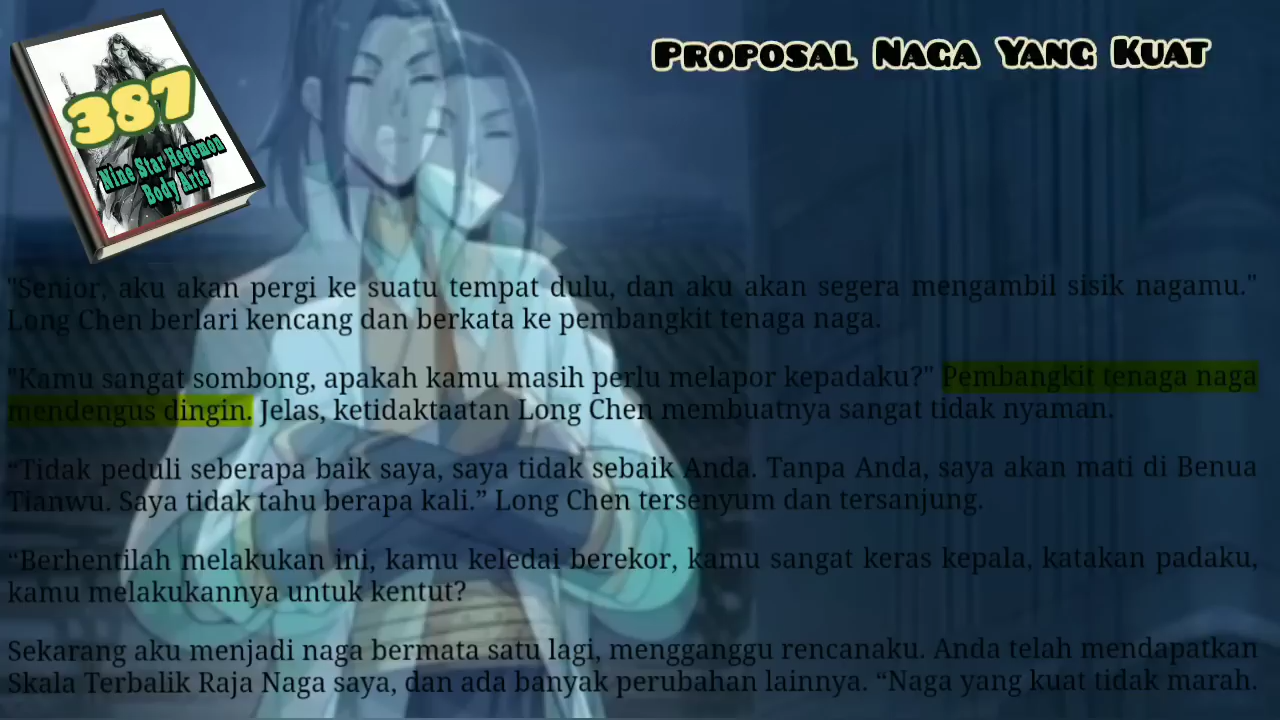 387
Nine Star Hegemon
Body Arts
Proposal Naga Yang Kuat
"Senior, aku akan pergi ke suatu tempat dulu, dan aku akan segera mengambil sisik nagamu."
Long Chen berlari kencang dan berkata ke pembangkit tenaga naga.
"Kamu sangat sombong, apakah kamu masih perlu melapor kepadaku?" Pembangkit tenaga naga
mendengus dingin. Jelas, ketidaktaatan Long Chen membuatnya sangat tidak nyaman.
“Tidak peduli seberapa baik saya, saya tidak sebaik Anda. Tanpa Anda, saya akan mati di Benua
Tianwu. Saya tidak tahu berapa kali.” Long Chen tersenyum dan tersanjung.
“Berhentilah melakukan ini, kamu keledai berekor, kamu sangat keras kepala, katakan padaku,
kamu melakukannya untuk kentut?
Sekarang aku menjadi naga bermata satu lagi, mengganggu rencanaku. Anda telah mendapatkan
Skala Terbalik Raja Naga saya, dan ada banyak perubahan lainnya. “Naga yang kuat tidak marah.